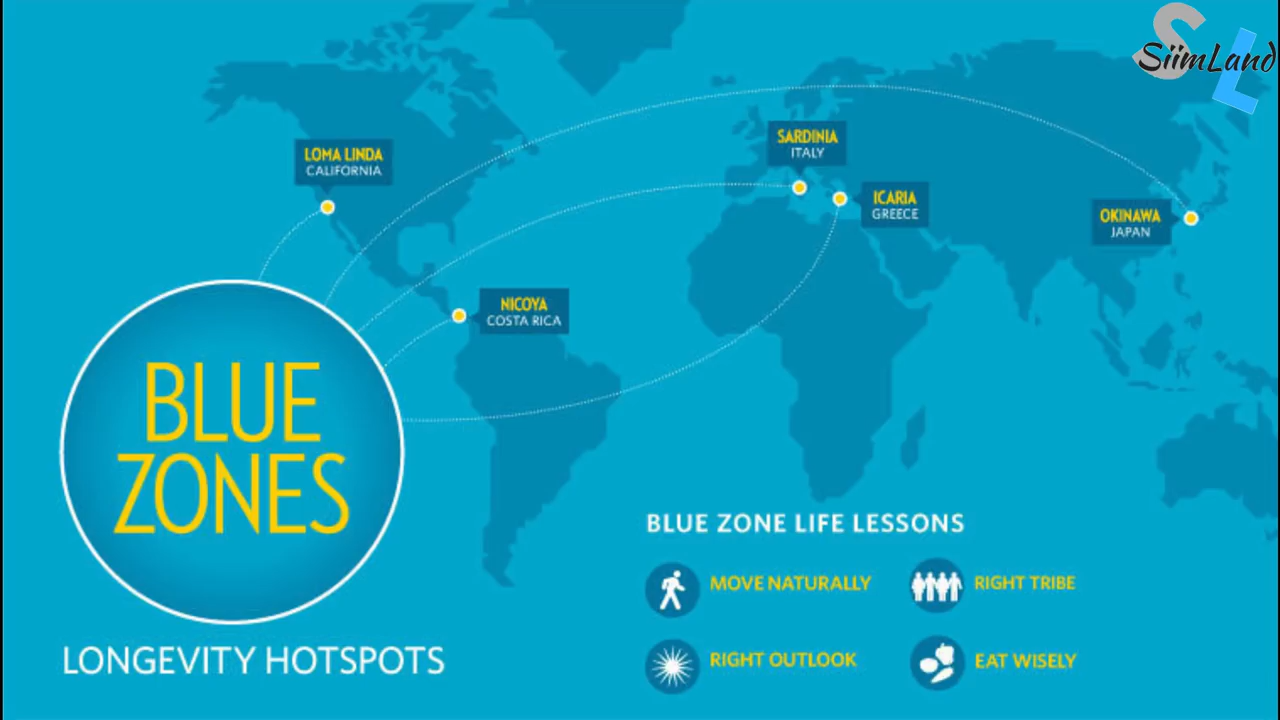 S
L
SiimLand
LOMA LINDA
CALIFORNIA
SARDINIA
ITALY
ICARIA
GREECE
OKINAWA
JAPAN
NICOYA
COSTA RICA
BLUE
ZONES
LONGEVITY HOTSPOTS
BLUE ZONE LIFE LESSONS
MOVE NATURALLY
RIGHT TRIBE
RIGHT OUTLOOK
EAT WISELY